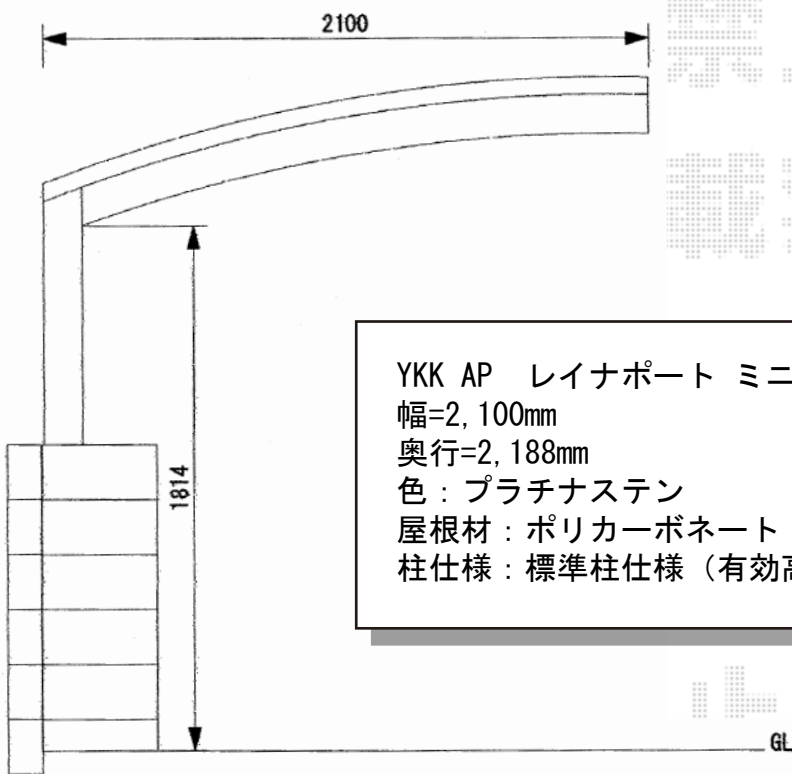 2100
1814
YKK AP レイナポート ミニ
幅=2,100mm
奥行=2,188mm
色：プラチナステン
屋根材：ポリカーボネート
柱仕様：標準柱仕様（有効高
GL